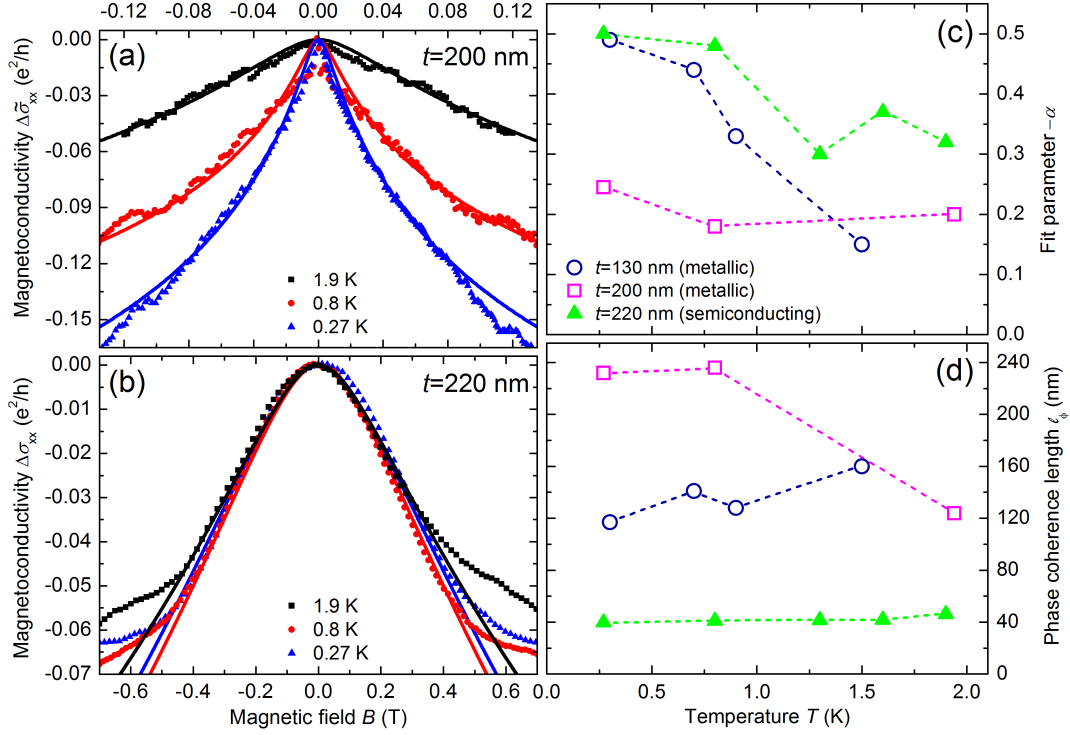 -0.12 -0.08 -0.04 0.00 0.04 0.08 0.12
0.00
-0.03
-0.06
-0.09
-0.12
-0.15
Magnetoconductivity Δσ̃xx (e²/h)
(a)
t=200 nm
1.9 K
0.8 K
0.27 K
0.00
-0.01
-0.02
-0.03
-0.04
-0.05
-0.06
-0.07
Magnetoconductivity Δσxx (e²/h)
(b)
t=220 nm
1.9 K
0.8 K
0.27 K
-0.6 -0.4 -0.2 0.0 0.2 0.4 0.6
Magnetic field B (T)
(c)
0.5
0.4
0.3
0.2
0.1
0.0
Fit parameter -α
t=130 nm (metallic)
t=200 nm (metallic)
t=220 nm (semiconducting)
(d)
240
200
160
120
80
40
0
Phase coherence length ℓϕ (nm)
0.0 0.5 1.0 1.5 2.0
Temperature T (K)